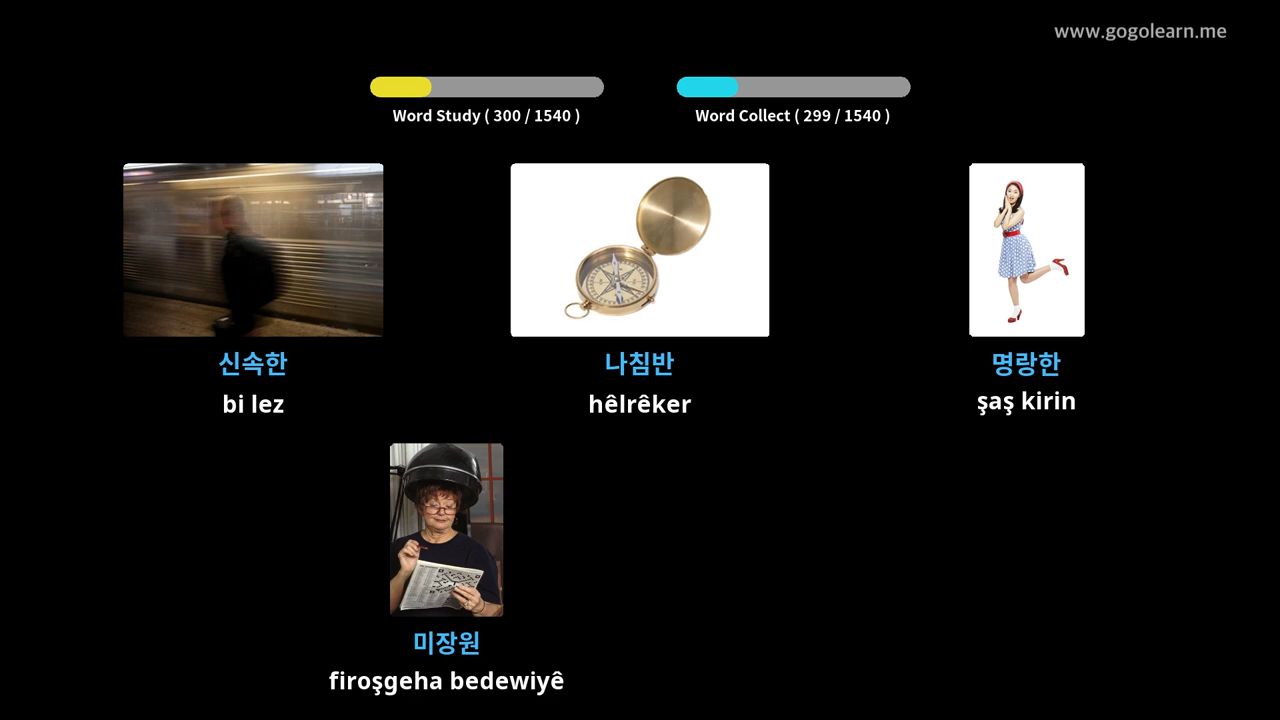 www.gogolearn.me
Word Study ( 300 / 1540 )
Word Collect ( 299 / 1540 )
신속한
bi lez
나침반
hêlrêker
명랑한
şaş kirin
미장원
firoşgeha bedewiyê